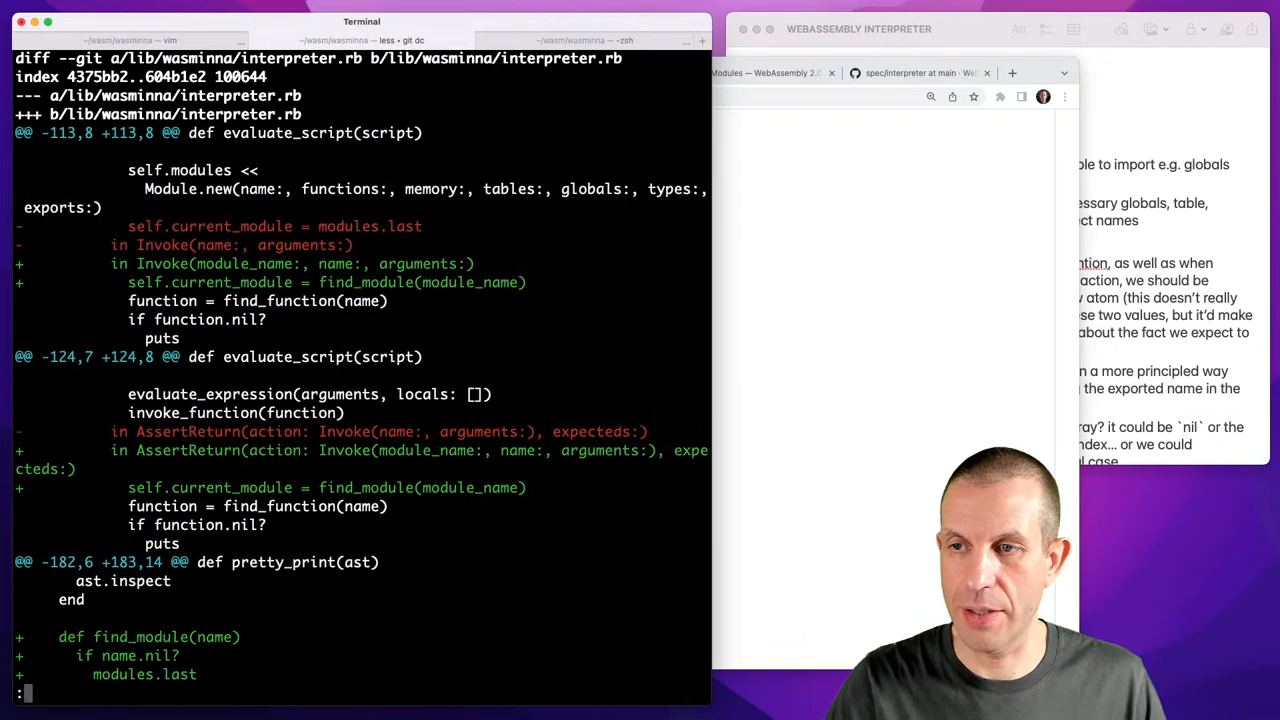 Terminal
~/wasm/wasminna — vim
...
~/wasm/wasminna — less • git dc
~/wasm/wasminna — -zsh
...
diff --git a/lib/wasminna/interpreter.rb b/lib/wasminna/interpreter.rb
index 4375bb2..604b1e2 100644
--- a/lib/wasminna/interpreter.rb
+++ b/lib/wasminna/interpreter.rb
@@ -113,8 +113,8 @@ def evaluate_script(script)
self.modules <<
Module.new(name:, functions:, memory:, tables:, globals:, types:,
exports:)
- self.current_module = modules.last
- in Invoke(name:, arguments:)
+ in Invoke(module_name:, name:, arguments:)
+ self.current_module = find_module(module_name)
function = find_function(name)
if function.nil?
puts
@@ -124,7 +124,8 @@ def evaluate_script(script)
evaluate_expression(arguments, locals: [])
invoke_function(function)
- in AssertReturn(action: Invoke(name:, arguments:), expecteds:)
+ in AssertReturn(action: Invoke(module_name:, name:, arguments:), expe
cteds:)
+ self.current_module = find_module(module_name)
function = find_function(name)
if function.nil?
puts
@@ -182,6 +183,14 @@ def pretty_print(ast)
ast.inspect
end
+ def find_module(name)
+ if name.nil?
+ modules.last
:
WEBASSEMBLY INTERPRETER
Modules — WebAssembly 2.0
spec/interpreter at main · We
ble to import e.g. globals
essary globals, table,
ect names
ntion, as well as when
action, we should be
w atom (this doesn't really
ese two values, but it'd make
about the fact we expect to
n a more principled way
g the exported name in the
ray? it could be `nil` or the
ndex... or we could
al case